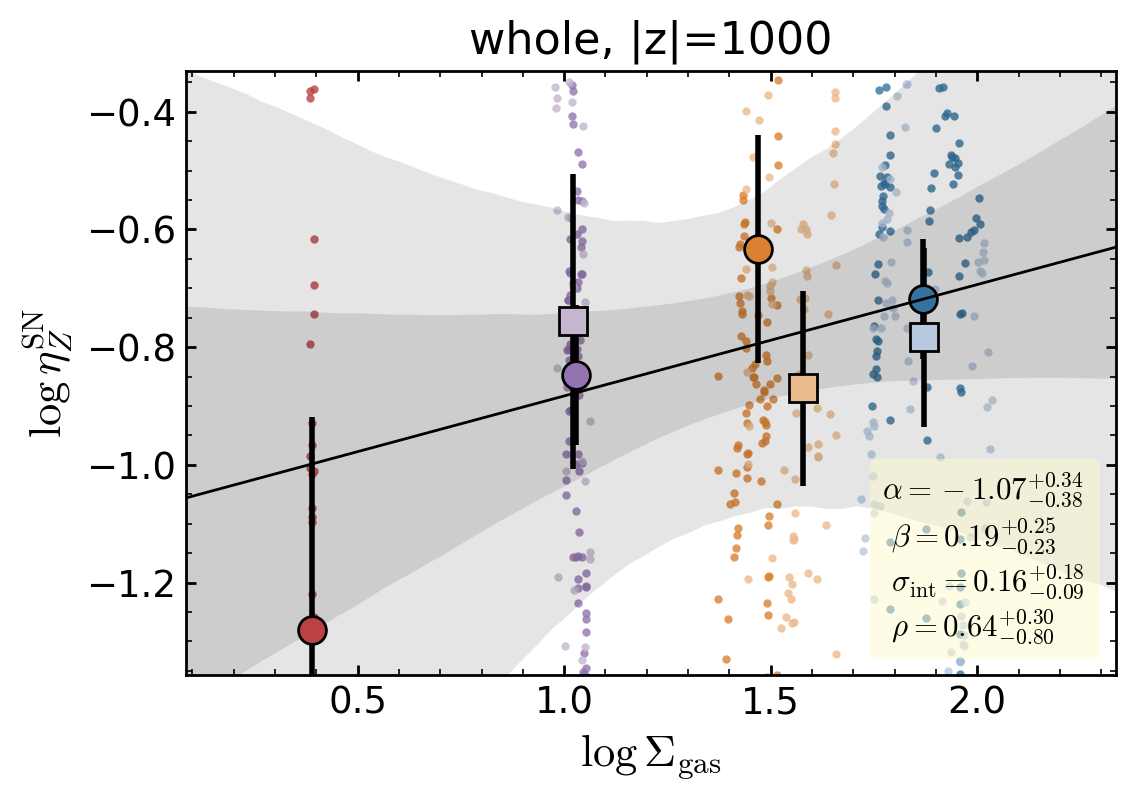 whole, |z|=1000
−0.4
−0.6
−0.8
−1.0
−1.2
log η_Z^SN
α = −1.07^{+0.34}_{−0.38}
β = 0.19^{+0.25}_{−0.23}
σ_int = 0.16^{+0.18}_{−0.09}
ρ = 0.64^{+0.30}_{−0.80}
0.5 1.0 1.5 2.0
log Σ_gas